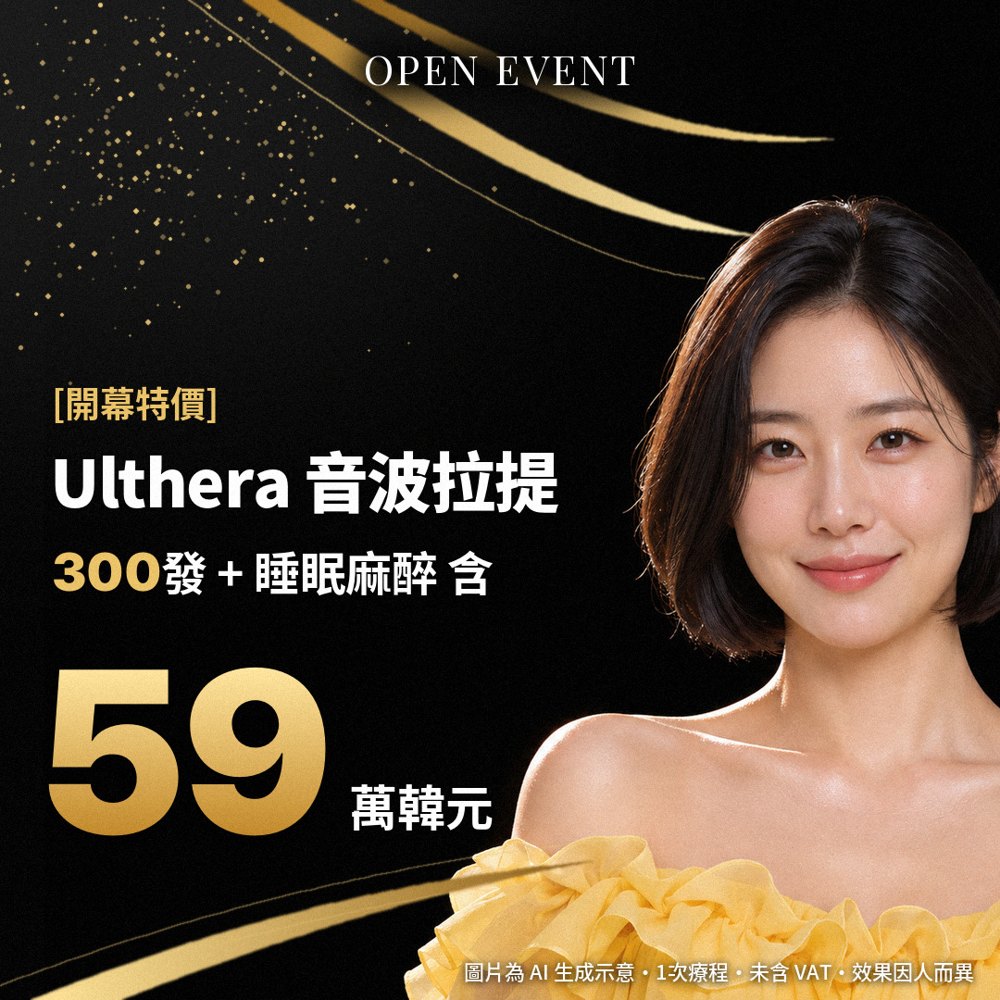 OPEN EVENT
[開幕特價]
Ulthera 音波拉提
300發 + 睡眠麻醉 含
59 萬韓元
圖片為 AI 生成示意・1次療程・未含 VAT・效果因人而異